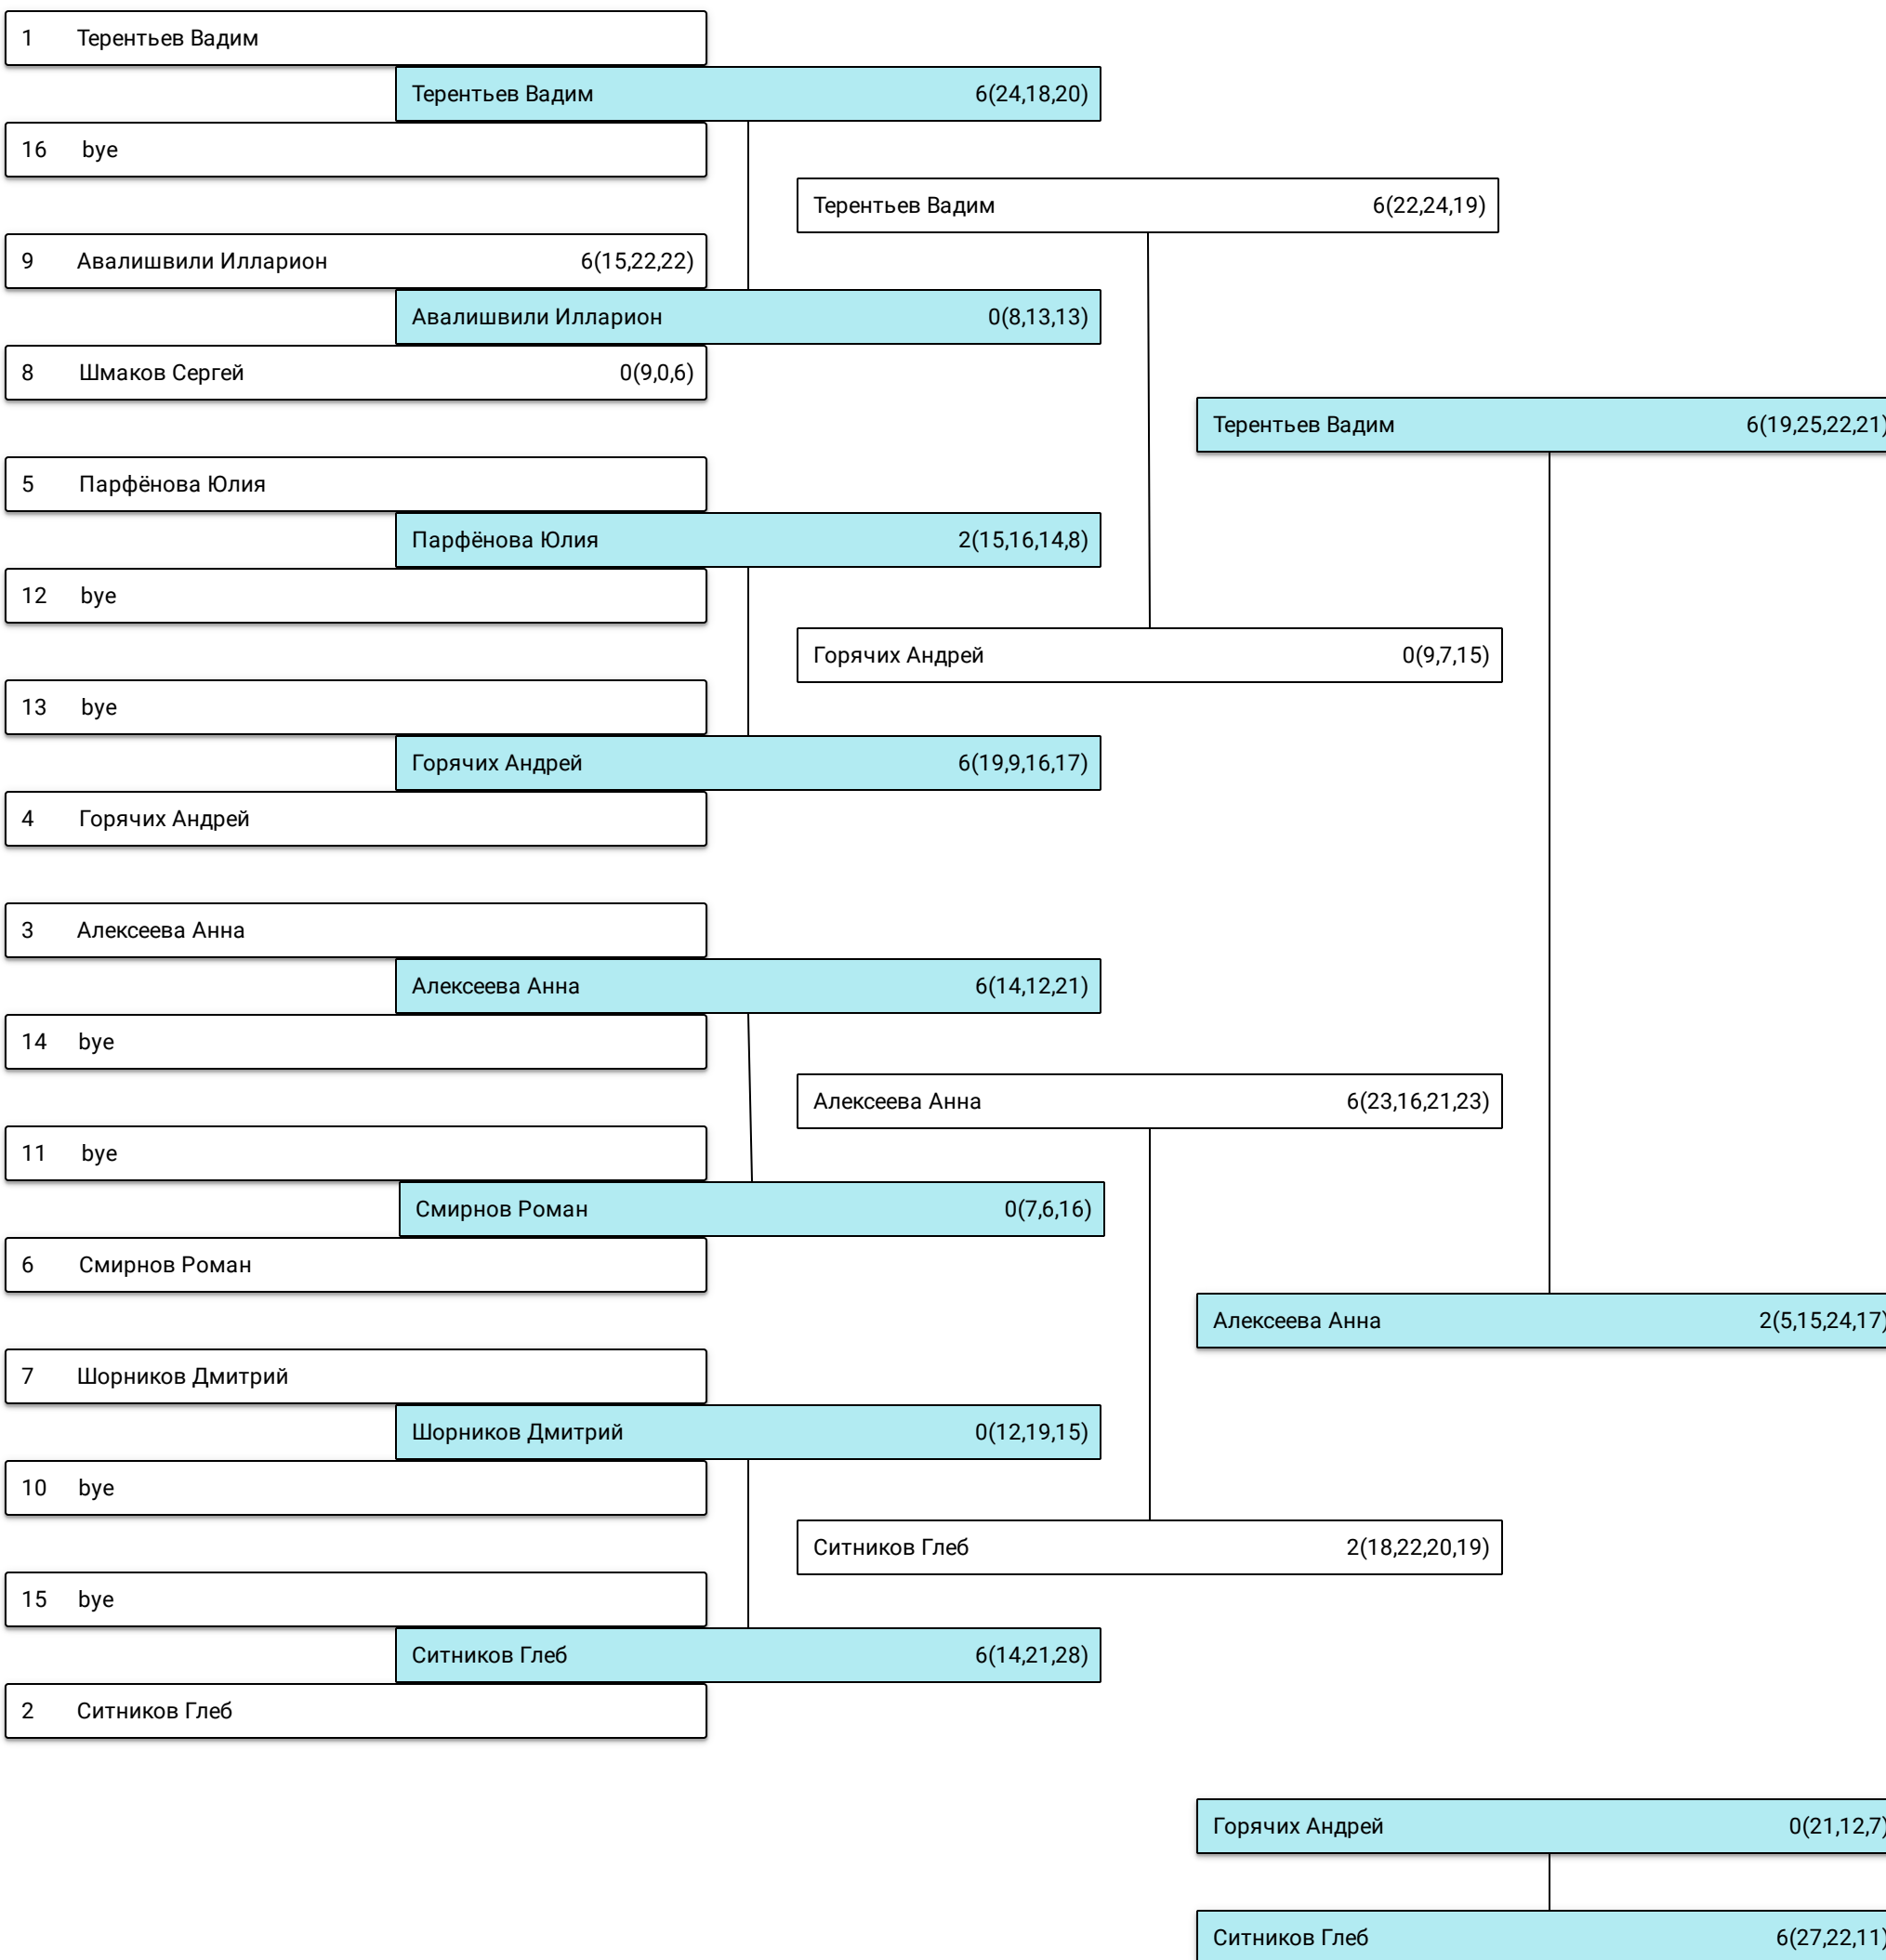 1 Терентьев Вадим
Терентьев Вадим 6(24,18,20)
16 bye
Терентьев Вадим 6(22,24,19)
9 Авалишвили Илларион 6(15,22,22)
Авалишвили Илларион 0(8,13,13)
8 Шмаков Сергей 0(9,0,6)
Терентьев Вадим 6(19,25,22,21)
5 Парфёнова Юлия
Парфёнова Юлия 2(15,16,14,8)
12 bye
Горячих Андрей 0(9,7,15)
13 bye
Горячих Андрей 6(19,9,16,17)
4 Горячих Андрей
3 Алексеева Анна
Алексеева Анна 6(14,12,21)
14 bye
Алексеева Анна 6(23,16,21,23)
11 bye
Смирнов Роман 0(7,6,16)
6 Смирнов Роман
Алексеева Анна 2(5,15,24,17)
7 Шорников Дмитрий
Шорников Дмитрий 0(12,19,15)
10 bye
Ситников Глеб 2(18,22,20,19)
15 bye
Ситников Глеб 6(14,21,28)
2 Ситников Глеб
Горячих Андрей 0(21,12,7)
Ситников Глеб 6(27,22,11)